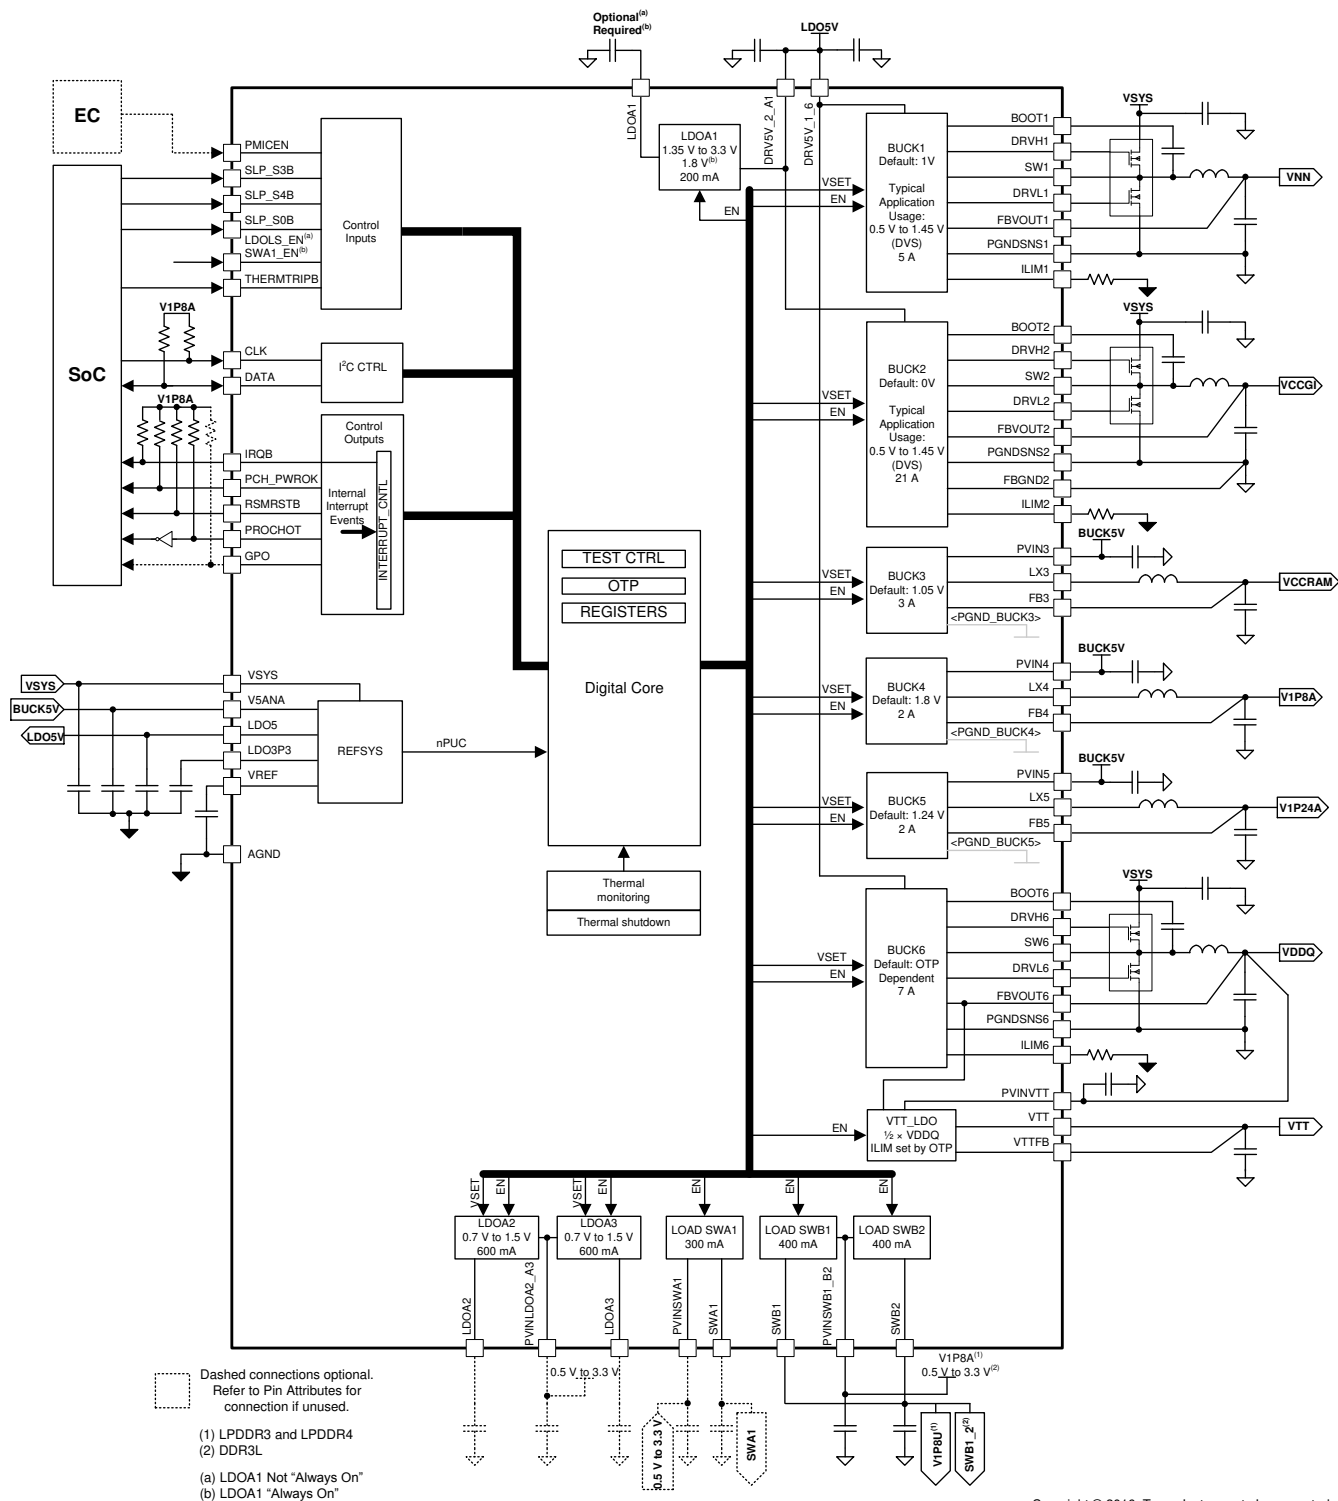 Optional(a)
Required(b)
LDO5V
EC
SoC
PMICEN
SLP_S3B
SLP_S4B
SLP_S0B
LDOLS_EN(a)
SWA1_EN(b)
THERMTRIPB
Control
Inputs
V1P8A
CLK
DATA
I2C CTRL
V1P8A
IRQB
PCH_PWROK
RSMRSTB
PROCHOT
GPO
Control
Outputs
Internal
Interrupt
Events
INTERRUPT_CNTL
LDOA1
DRV5V_2_A1
DRV5V_1_6
LDOA1
1.35 V to 3.3 V
1.8 V(b)
200 mA
EN
VSET
EN
BUCK1
Default: 1V
Typical
Application
Usage:
0.5 V to 1.45 V
(DVS)
5 A
BOOT1
DRVH1
SW1
DRVL1
FBVOUT1
PGNDSNS1
ILIM1
VSYS
VNN
VSET
EN
BUCK2
Default: 0V
Typical
Application
Usage:
0.5 V to 1.45 V
(DVS)
21 A
BOOT2
DRVH2
SW2
DRVL2
FBVOUT2
PGNDSNS2
FBGND2
ILIM2
VSYS
VCCGI
VSET
EN
BUCK3
Default: 1.05 V
3 A
PVIN3
LX3
FB3
<PGND_BUCK3>
BUCK5V
VCCRAM
VSET
EN
BUCK4
Default: 1.8 V
2 A
PVIN4
LX4
FB4
<PGND_BUCK4>
BUCK5V
V1P8A
VSET
EN
BUCK5
Default: 1.24 V
2 A
PVIN5
LX5
FB5
<PGND_BUCK5>
BUCK5V
V1P24A
VSET
EN
BUCK6
Default: OTP
Dependent
7 A
BOOT6
DRVH6
SW6
DRVL6
FBVOUT6
PGNDSNS6
ILIM6
VSYS
VDDQ
PVINVTT
VTT
VTTFB
EN
VTT_LDO
½ × VDDQ
ILIM set by OTP
VTT
TEST CTRL
OTP
REGISTERS
Digital Core
Thermal
monitoring
Thermal shutdown
VSYS
BUCK5V
LDO5V
VSYS
V5ANA
LDO5
LDO3P3
VREF
AGND
REFSYS
nPUC
VSET
EN
VSET
EN
EN
EN
EN
LDOA2
0.7 V to 1.5 V
600 mA
LDOA3
0.7 V to 1.5 V
600 mA
LOAD SWA1
300 mA
LOAD SWB1
400 mA
LOAD SWB2
400 mA
LDOA2
PVINLDOA2_A3
LDOA3
PVINSWA1
SWA1
SWB1
PVINSWB1_B2
SWB2
0.5 V to 3.3 V
0.5 V to 3.3 V
SWA1
V1P8A(1)
0.5 V to 3.3 V(2)
V1P8U(1)
SWB1_2(2)
Dashed connections optional.
Refer to Pin Attributes for
connection if unused.
(1) LPDDR3 and LPDDR4
(2) DDR3L
(a) LDOA1 Not "Always On"
(b) LDOA1 "Always On"